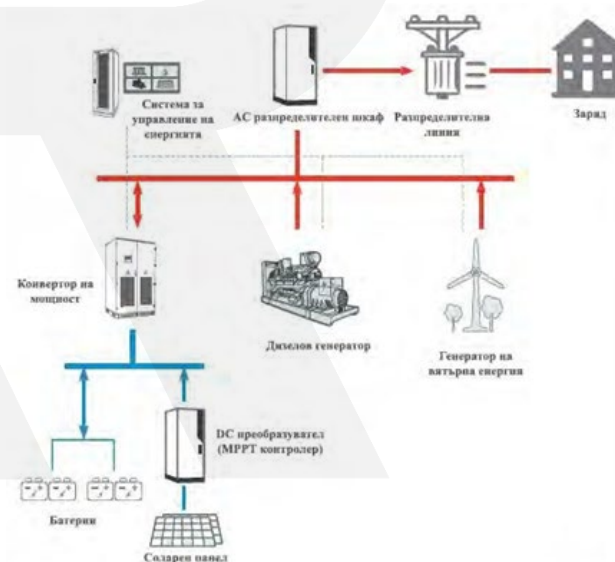 Система за
управление на
енергията
АС разпределителен шкаф
Разпределителна
линия
Заряд
Конвертор на
мощност
Дизелов генератор
Генератор на
вятърна енергия
DC преобразувател
(MPPT контролер)
Батерии
Соларен панел